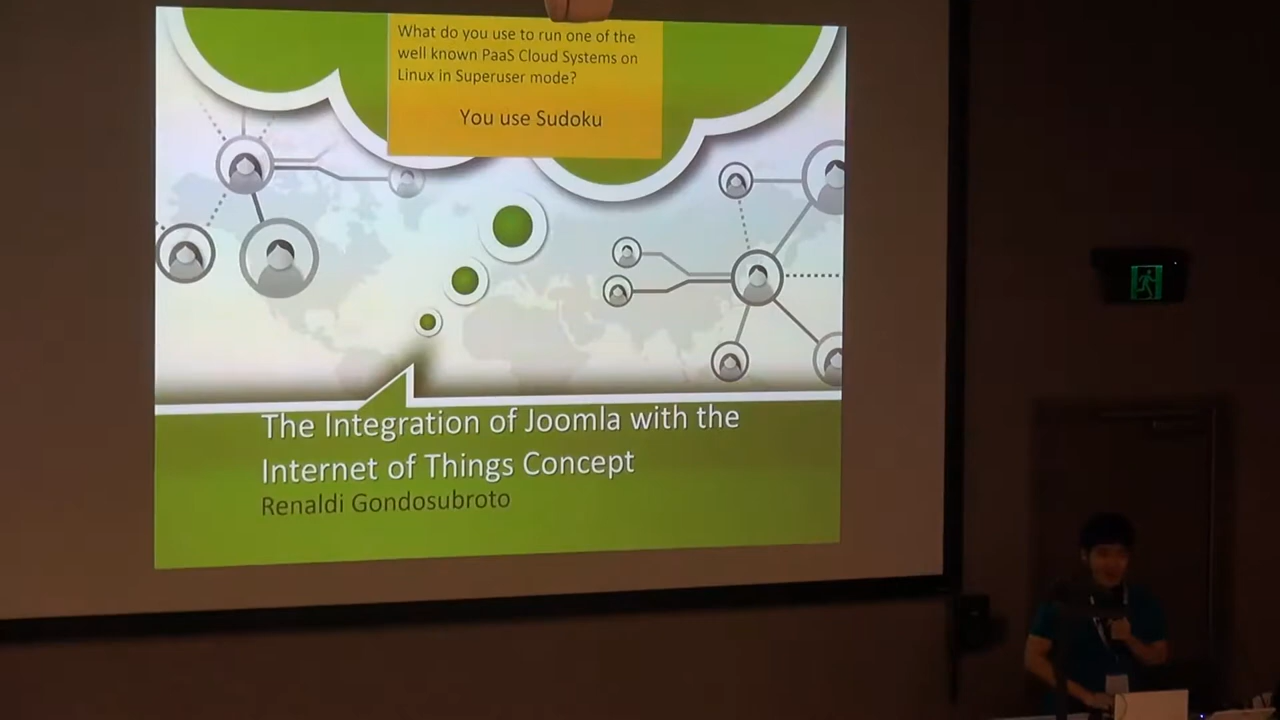 What do you use to run one of the
well known PaaS Cloud Systems on
Linux in Superuser mode?
You use Sudoku
The Integration of Joomla with the
Internet of Things Concept
Renaldi Gondosubroto